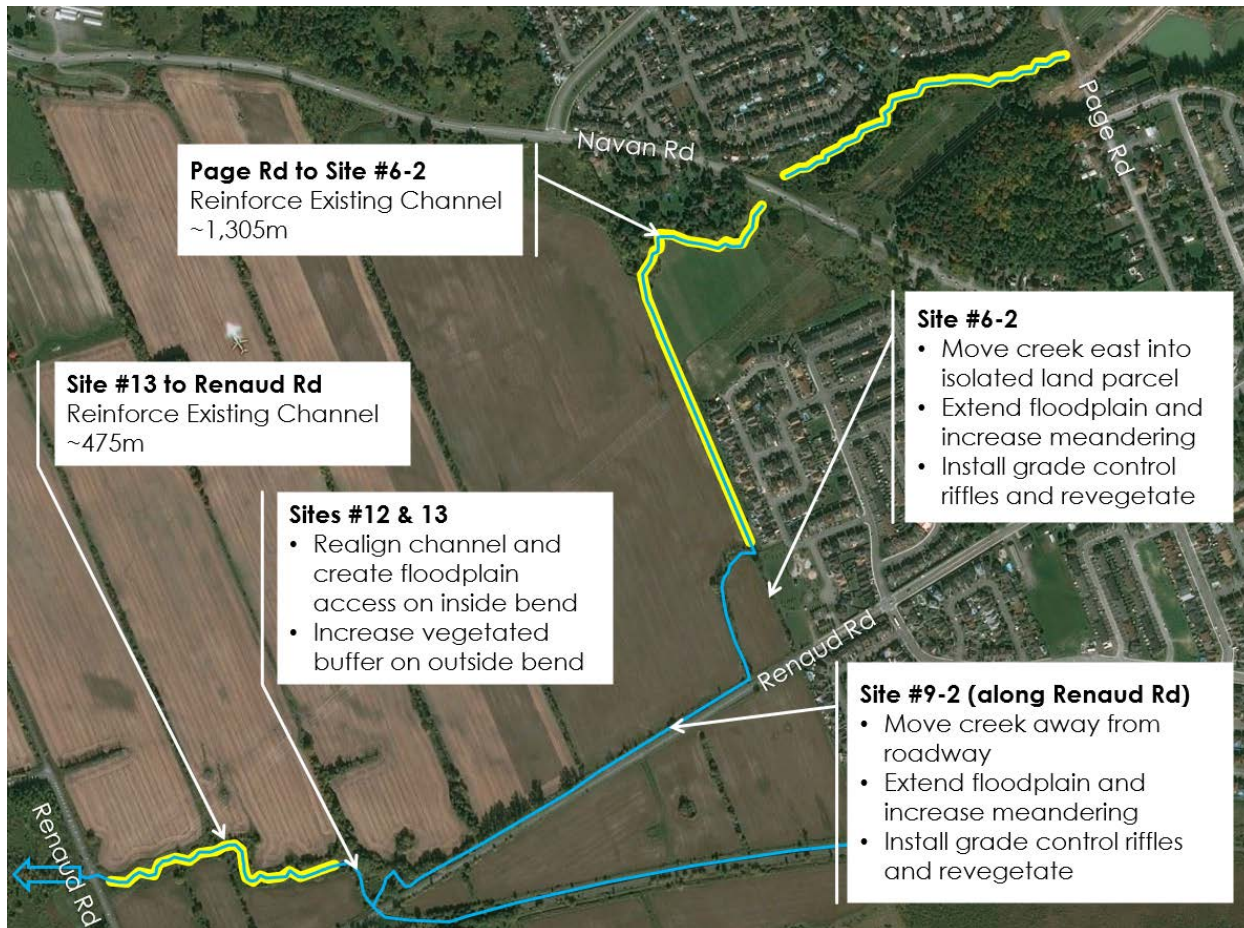 Navan Rd
Page Rd
Page Rd to Site #6-2
Reinforce Existing Channel
~1,305m
Site #6-2
• Move creek east into
isolated land parcel
• Extend floodplain and
increase meandering
• Install grade control
riffles and revegetate
Site #13 to Renaud Rd
Reinforce Existing Channel
~475m
Sites #12 & 13
• Realign channel and
create floodplain
access on inside bend
• Increase vegetated
buffer on outside bend
Renaud Rd
Site #9-2 (along Renaud Rd)
• Move creek away from
roadway
• Extend floodplain and
increase meandering
• Install grade control riffles
and revegetate
Renaud Rd